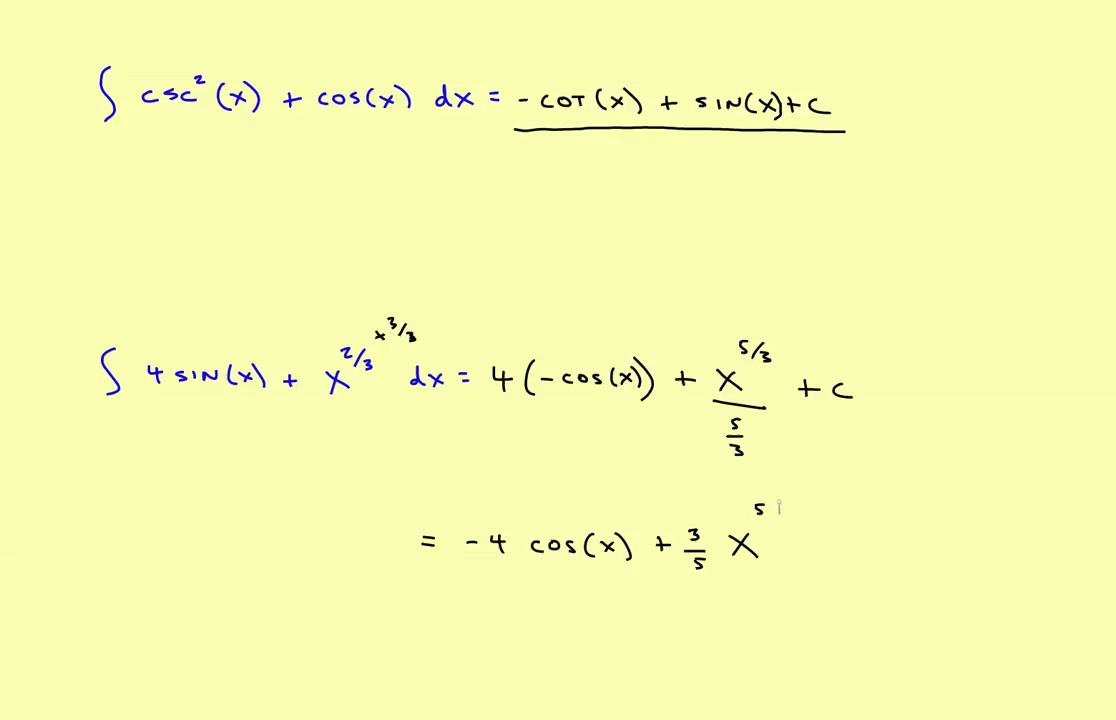 ∫ csc²(x) + cos(x) dx = - cot(x) + sin(x) + c
∫ 4 sin(x) + x^(2/3 + 3/3) dx = 4(-cos(x)) + x^(5/3) / (5/3) + c
= -4 cos(x) + 3/5 x^5